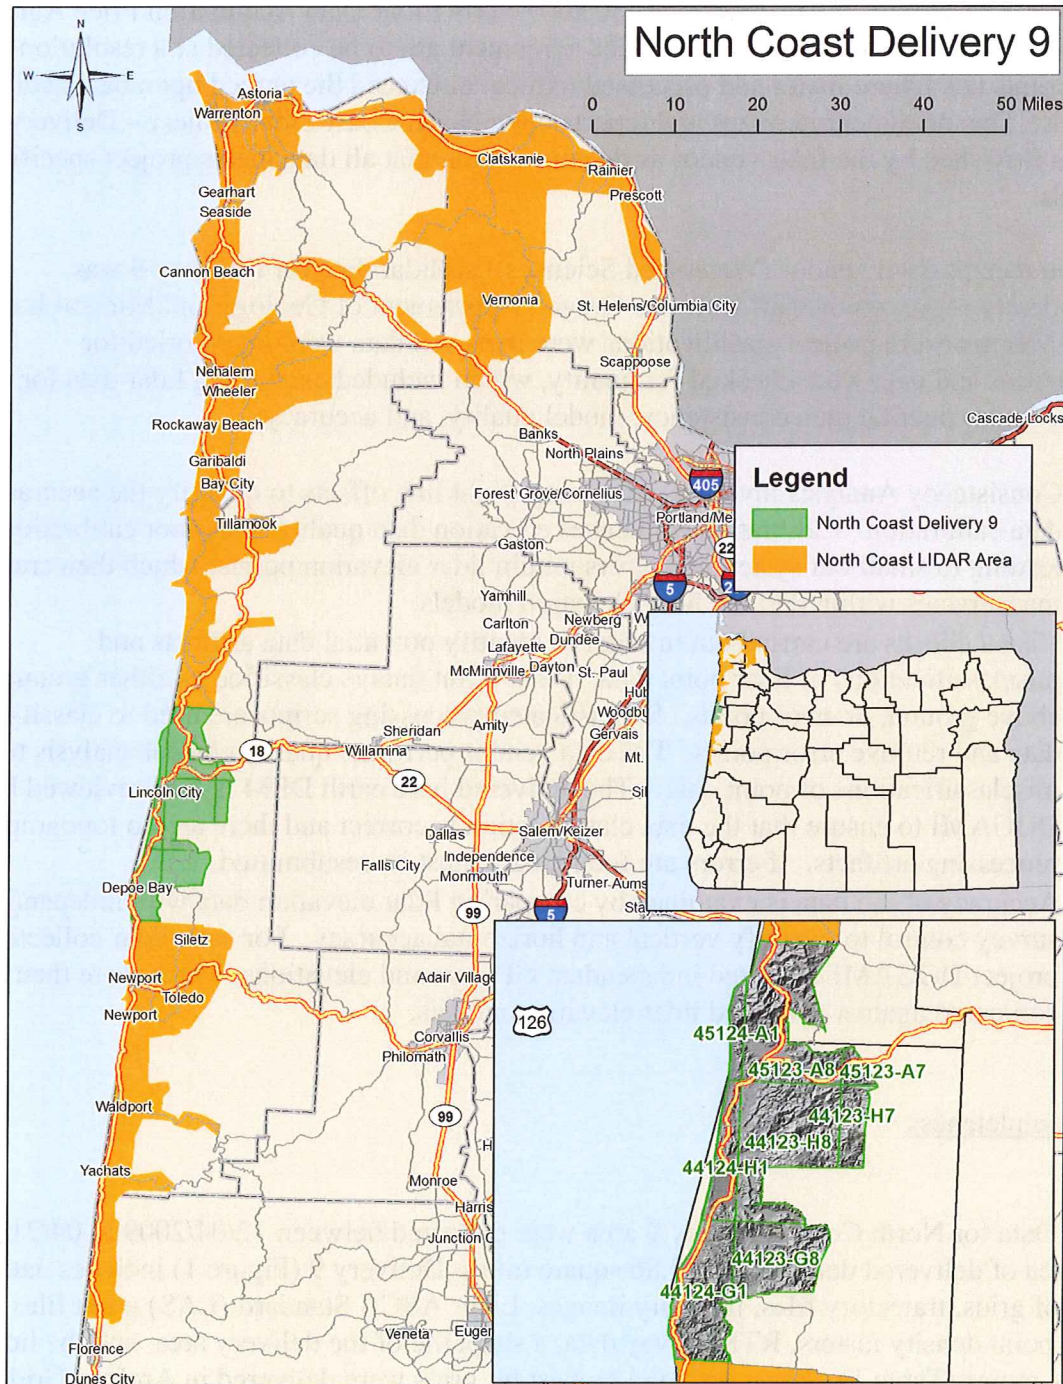 North Coast Delivery 9
N
W
E
S
0 10 20 30 40 50 Miles
Astoria
Warrenton
Clatskanie
Rainier
Prescott
Gearhart
Seaside
Cannon Beach
Vernonia
St. Helens/Columbia City
Scappoose
Nehalem
Wheeler
Rockaway Beach
Banks
North Plains
Cascade Locks
Garibaldi
Bay City
Forest Grove/Cornelius
405
Tillamook
Portland/Me
Legend
North Coast Delivery 9
North Coast LIDAR Area
Gaston
22
5
2
Yamhill
Carlton
Newberg
Lafayette
Dundee
McMinnville
Dayton
St. Paul
Hub
Woodbu
Gervais
Amity
Sheridan
Willamina
18
22
Mt.
Sil
Lincoln City
Dallas
Salem/Keizer
Falls City
Independence
Monmouth
Turner
Aums
Depoe Bay
99
5
Sta
Siletz
Newport
Toledo
Newport
Adair Village
Corvallis
Philomath
126
Waldport
99
H
Yachats
Monroe
Harris
Junction C
Veneta
Euger
Florence
Dunes City
45124-A1
45123-A8
45123-A7
44123-H7
44123-H8
44124-H1
44123-G8
44124-G1